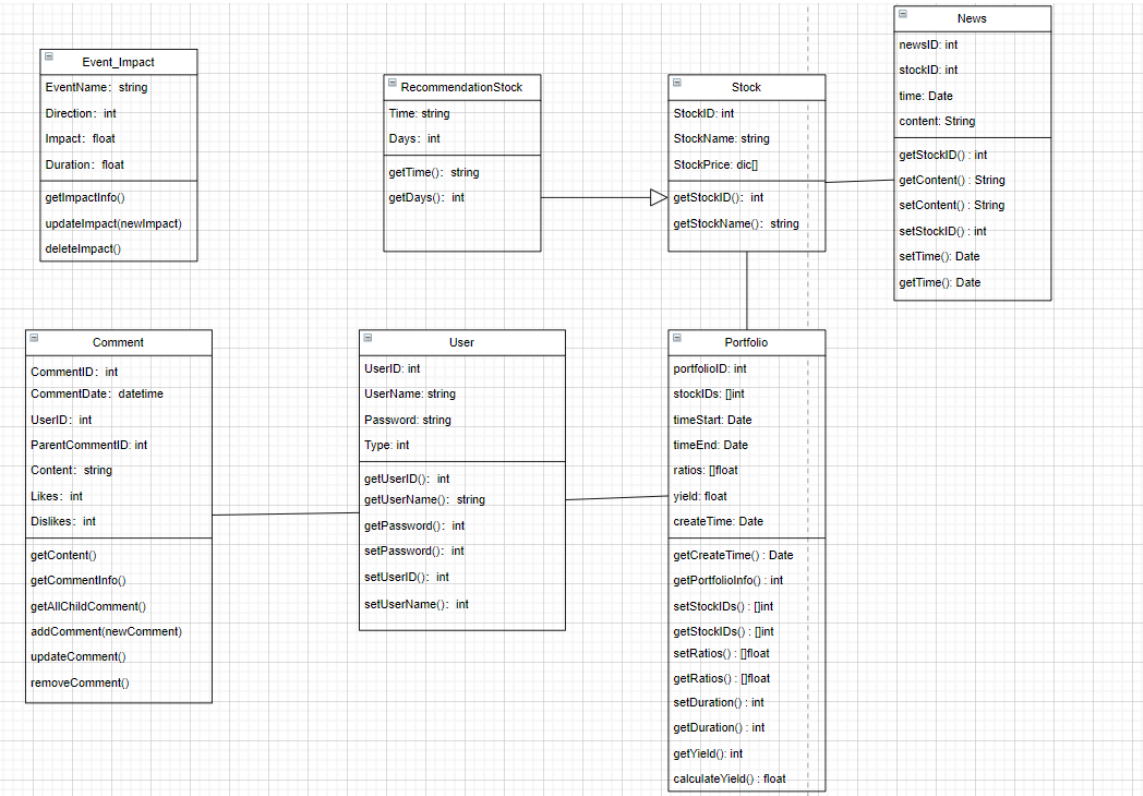 Event_Impact
EventName: string
Direction: int
Impact: float
Duration: float
getImpactInfo()
updateImpact(newImpact)
deleteImpact()
RecommendationStock
Time: string
Days: int
getTime(): string
getDays(): int
Stock
StockID: int
StockName: string
StockPrice: dic[]
getStockID(): int
getStockName(): string
News
newsID: int
stockID: int
time: Date
content: String
getStockID() : int
getContent() : String
setContent() : String
setStockID() : int
setTime(): Date
getTime(): Date
Comment
CommentID: int
CommentDate: datetime
UserID: int
ParentCommentID: int
Content: string
Likes: int
Dislikes: int
getContent()
getCommentInfo()
getAllChildComment()
addComment(newComment)
updateComment()
removeComment()
User
UserID: int
UserName: string
Password: string
Type: int
getUserID(): int
getUserName(): string
getPassword(): int
setPassword(): int
setUserID(): int
setUserName(): int
Portfolio
portfolioID: int
stockIDs: []int
timeStart: Date
timeEnd: Date
ratios: []float
yield: float
createTime: Date
getCreateTime() : Date
getPortfolioInfo() : int
setStockIDs() : []int
getStockIDs() : []int
setRatios() : []float
getRatios() : []float
setDuration() : int
getDuration() : int
getYield(): int
calculateYield() : float